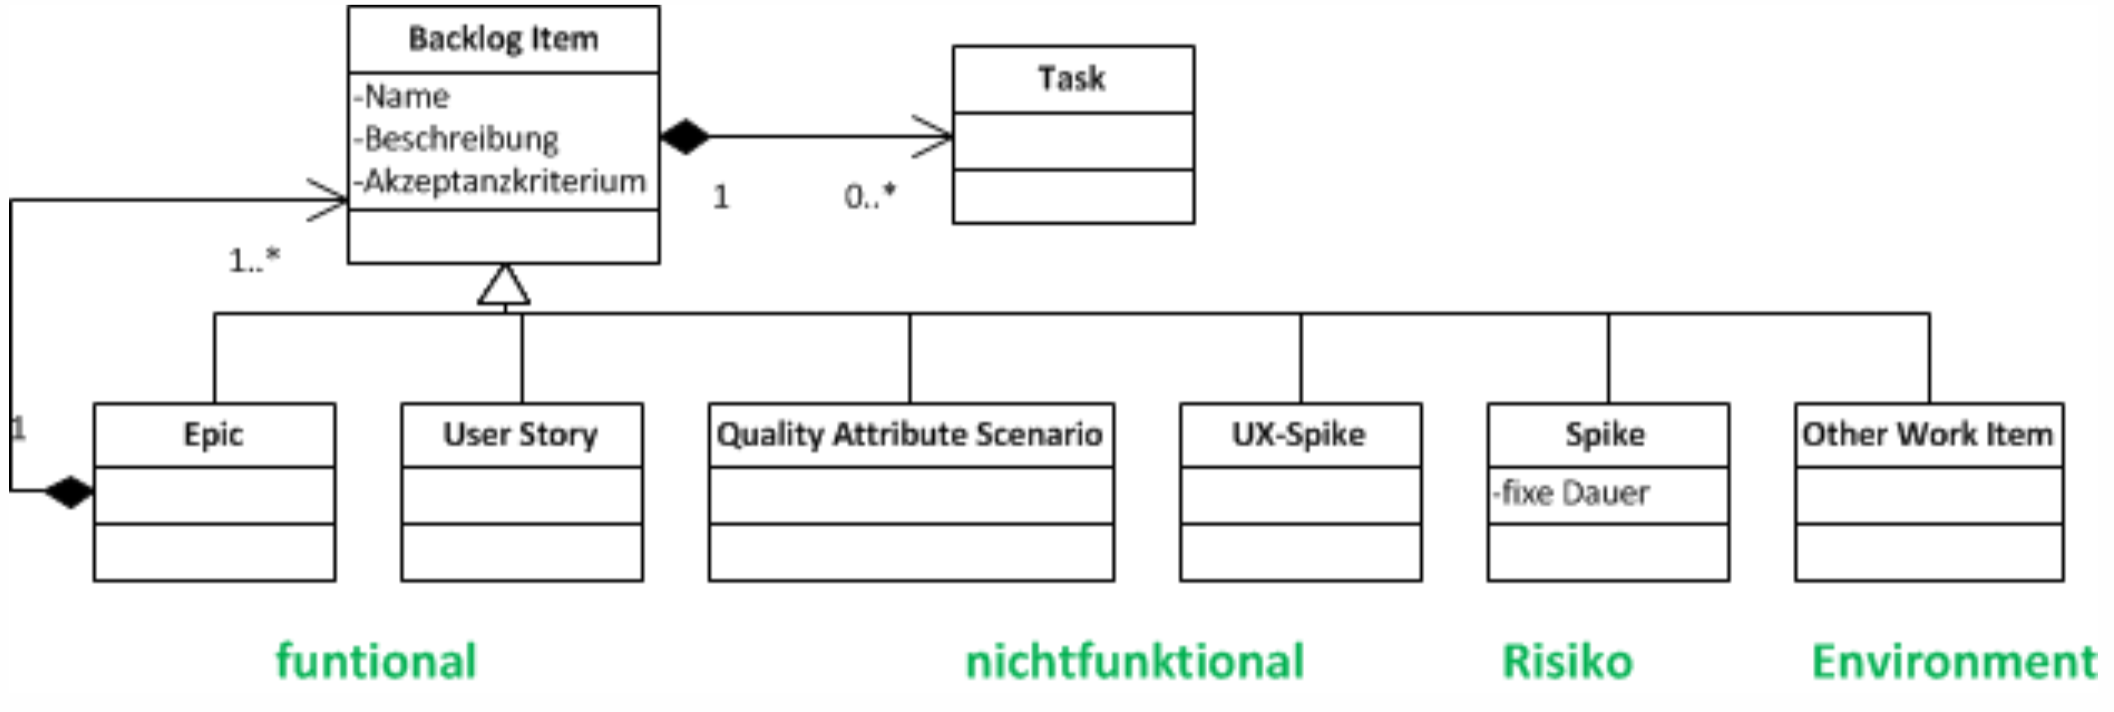 Backlog Item
-Name
-Beschreibung
-Akzeptanzkriterium
Task
1
0..*
1..*
1
Epic
User Story
Quality Attribute Scenario
UX-Spike
Spike
-fixe Dauer
Other Work Item
funtional
nichtfunktional
Risiko
Environment